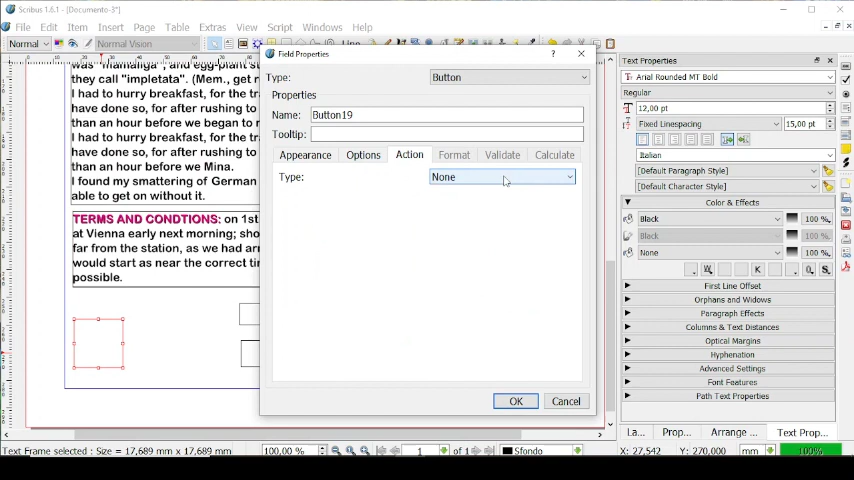 Scribus 1.6.1 - [Documento-3*]
File Edit Item Insert Page Table Extras View Script Windows Help
Normal Normal Vision
Field Properties ?
Type: Button
Properties
Name: Button19
Tooltip:
Appearance Options Action Format Validate Calculate
Type: None
OK Cancel
they call "impletata". (Mem., get r
I had to hurry breakfast, for the tra
have done so, for after rushing to
than an hour before we began to r
I had to hurry breakfast, for the tra
have done so, for after rushing to
than an hour before we Mina.
I found my smattering of German
able to get on without it.
TERMS AND CONDTIONS: on 1st
at Vienna early next morning; sho
far from the station, as we had arr
would start as near the correct tim
possible.
Text Properties
Arial Rounded MT Bold
Regular
12,00 pt
Fixed Linespacing 15,00 pt
Italian
[Default Paragraph Style]
[Default Character Style]
Color & Effects
Black 100 %
Black 100 %
None 100 %
First Line Offset
Orphans and Widows
Paragraph Effects
Columns & Text Distances
Optical Margins
Hyphenation
Advanced Settings
Font Features
Path Text Properties
La... Prop... Arrange ... Text Prop...
Text Frame selected : Size = 17,689 mm x 17,689 mm 100,00 % 1 of 1 Sfondo X: 27,542 Y: 270,000 mm 100%